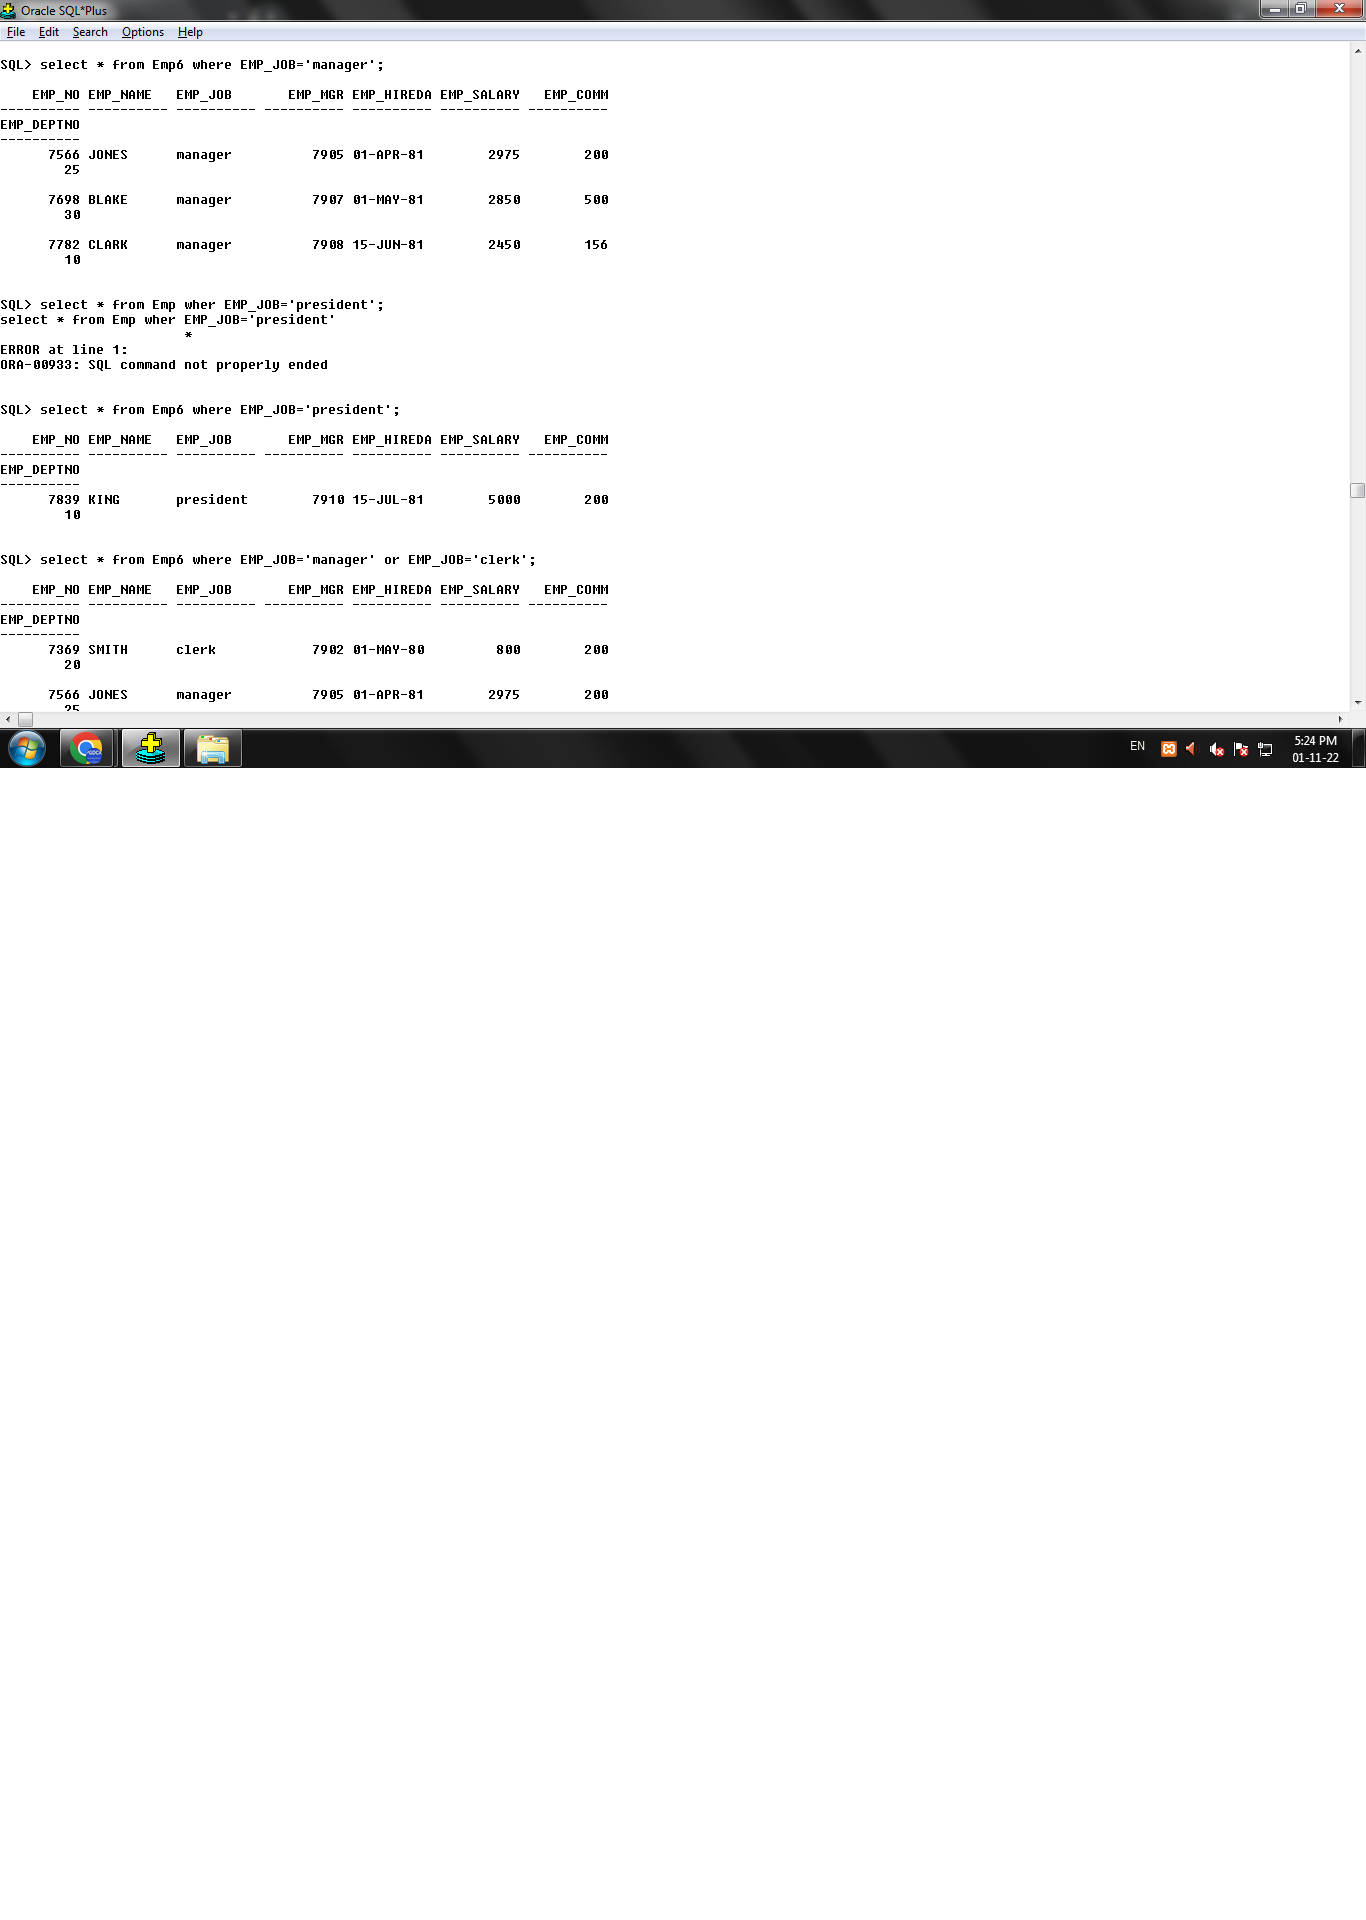 Oracle SQL*Plus
File Edit Search Options Help
SQL> select * from Emp6 where EMP_JOB='manager';
EMP_NO EMP_NAME EMP_JOB EMP_MGR EMP_HIREDA EMP_SALARY EMP_COMM
---------- ---------- ---------- ---------- ---------- ---------- ----------
EMP_DEPTNO
----------
7566 JONES manager 7905 01-APR-81 2975 200
25
7698 BLAKE manager 7907 01-MAY-81 2850 500
30
7782 CLARK manager 7908 15-JUN-81 2450 156
10
SQL> select * from Emp wher EMP_JOB='president';
select * from Emp wher EMP_JOB='president'
*
ERROR at line 1:
ORA-00933: SQL command not properly ended
SQL> select * from Emp6 where EMP_JOB='president';
EMP_NO EMP_NAME EMP_JOB EMP_MGR EMP_HIREDA EMP_SALARY EMP_COMM
---------- ---------- ---------- ---------- ---------- ---------- ----------
EMP_DEPTNO
----------
7839 KING president 7910 15-JUL-81 5000 200
10
SQL> select * from Emp6 where EMP_JOB='manager' or EMP_JOB='clerk';
EMP_NO EMP_NAME EMP_JOB EMP_MGR EMP_HIREDA EMP_SALARY EMP_COMM
---------- ---------- ---------- ---------- ---------- ---------- ----------
EMP_DEPTNO
----------
7369 SMITH clerk 7902 01-MAY-80 800 200
20
7566 JONES manager 7905 01-APR-81 2975 200
25
EN
5:24 PM
01-11-22